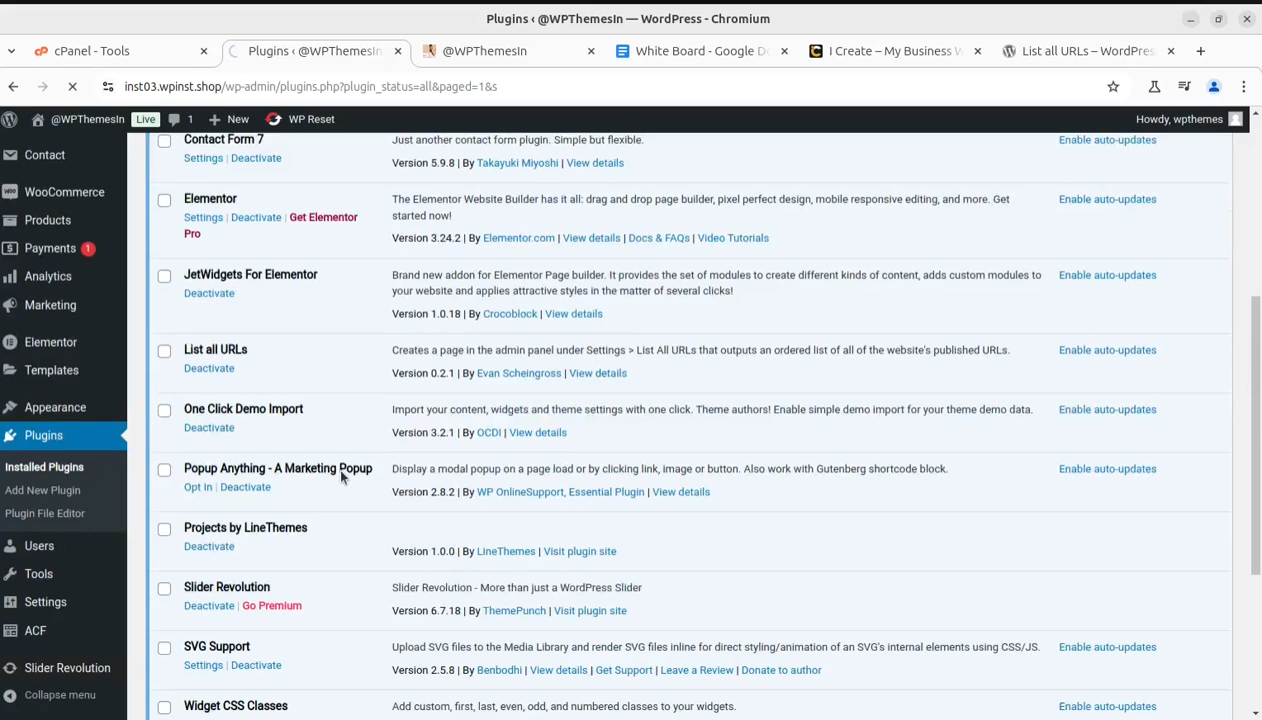 Plugins ‹ @WPThemesIn — WordPress - Chromium
cPanel - Tools
Plugins ‹ @WPThemesIn
@WPThemesIn
White Board - Google Do
I Create – My Business W
List all URLs – WordPres
inst03.wpinst.shop/wp-admin/plugins.php?plugin_status=all&paged=1&s
@WPThemesIn Live 1 New WP Reset
Howdy, wpthemes
Contact
WooCommerce
Products
Payments 1
Analytics
Marketing
Elementor
Templates
Appearance
Plugins
Installed Plugins
Add New Plugin
Plugin File Editor
Users
Tools
Settings
ACF
Slider Revolution
Collapse menu
Contact Form 7
Settings | Deactivate
Just another contact form plugin. Simple but flexible.
Version 5.9.8 | By Takayuki Miyoshi | View details
Enable auto-updates
Elementor
Settings | Deactivate | Get Elementor
Pro
The Elementor Website Builder has it all: drag and drop page builder, pixel perfect design, mobile responsive editing, and more. Get
started now!
Version 3.24.2 | By Elementor.com | View details | Docs & FAQs | Video Tutorials
Enable auto-updates
JetWidgets For Elementor
Deactivate
Brand new addon for Elementor Page builder. It provides the set of modules to create different kinds of content, adds custom modules to
your website and applies attractive styles in the matter of several clicks!
Version 1.0.18 | By Crocoblock | View details
Enable auto-updates
List all URLs
Deactivate
Creates a page in the admin panel under Settings > List All URLs that outputs an ordered list of all of the website's published URLs.
Version 0.2.1 | By Evan Scheingross | View details
Enable auto-updates
One Click Demo Import
Deactivate
Import your content, widgets and theme settings with one click. Theme authors! Enable simple demo import for your theme demo data.
Version 3.2.1 | By OCDI | View details
Enable auto-updates
Popup Anything - A Marketing Popup
Opt In | Deactivate
Display a modal popup on a page load or by clicking link, image or button. Also work with Gutenberg shortcode block.
Version 2.8.2 | By WP OnlineSupport, Essential Plugin | View details
Enable auto-updates
Projects by LineThemes
Deactivate
Version 1.0.0 | By LineThemes | Visit plugin site
Slider Revolution
Deactivate | Go Premium
Slider Revolution - More than just a WordPress Slider
Version 6.7.18 | By ThemePunch | Visit plugin site
SVG Support
Settings | Deactivate
Upload SVG files to the Media Library and render SVG files inline for direct styling/animation of an SVG's internal elements using CSS/JS.
Version 2.5.8 | By Benbodhi | View details | Get Support | Leave a Review | Donate to author
Enable auto-updates
Widget CSS Classes
Add custom, first, last, even, odd, and numbered classes to your widgets.
Enable auto-updates